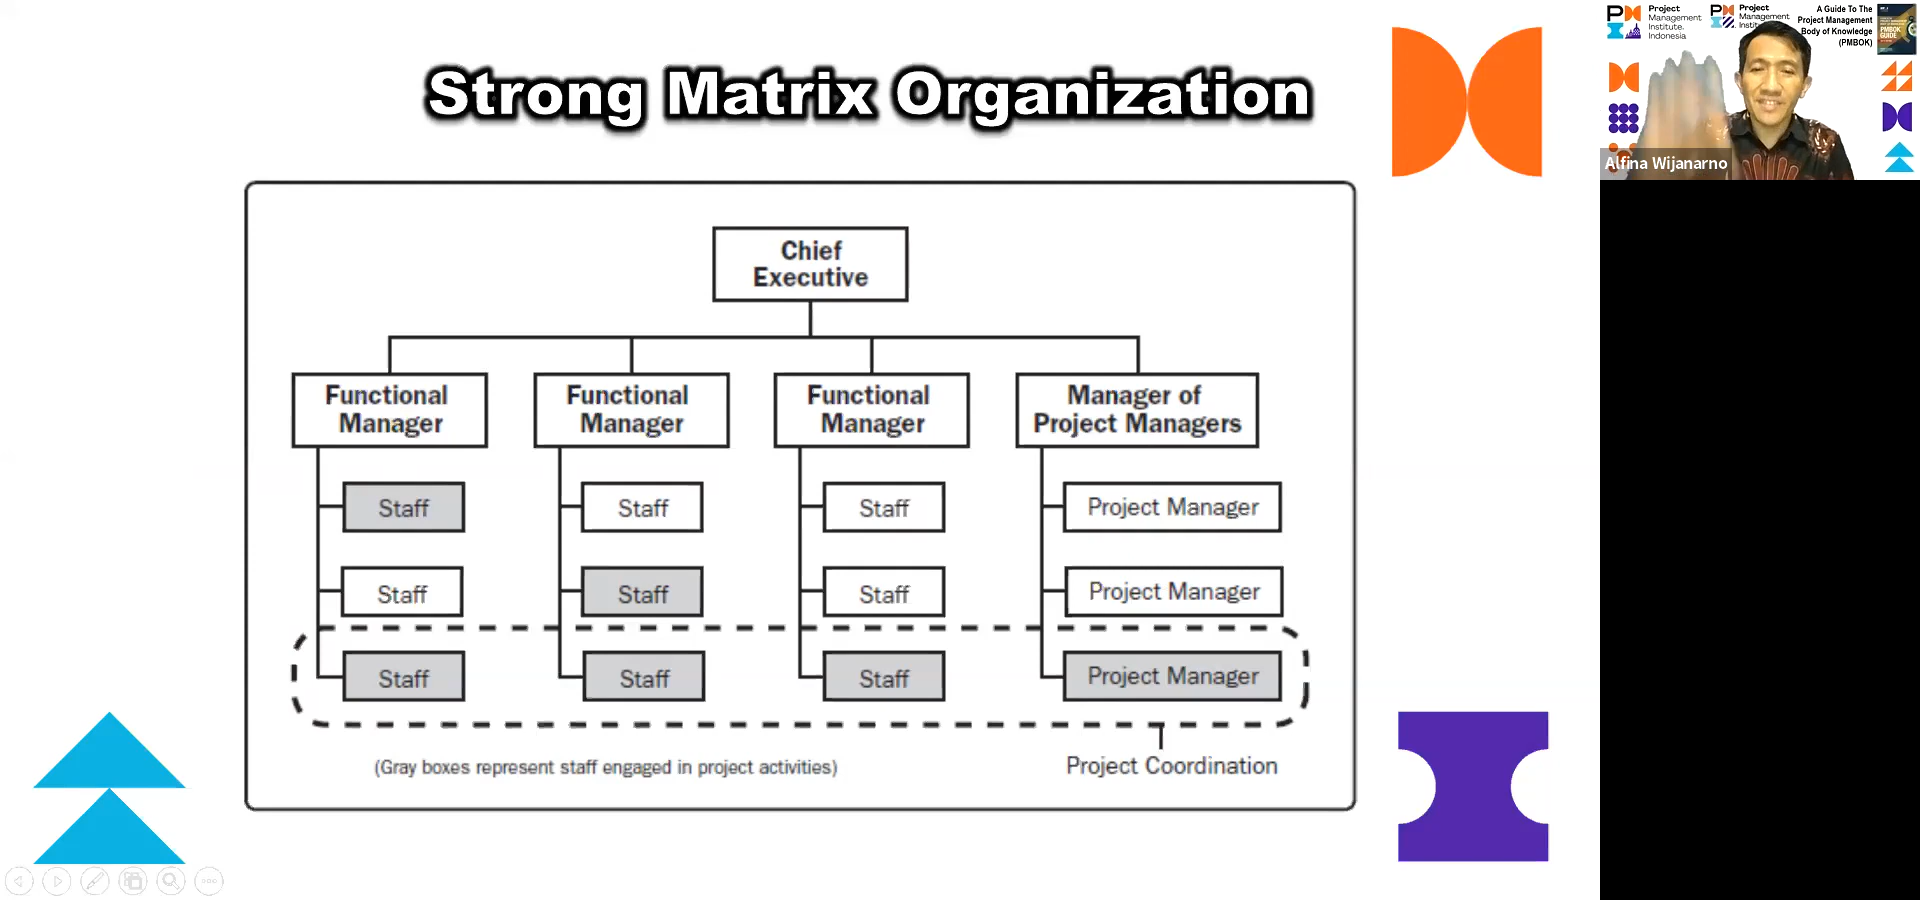 Strong Matrix Organization
Chief
Executive
Functional
Manager
Functional
Manager
Functional
Manager
Manager of
Project Managers
Staff
Staff
Staff
Project Manager
Staff
Staff
Staff
Project Manager
Staff
Staff
Staff
Project Manager
(Gray boxes represent staff engaged in project activities)
Project Coordination
Project
Management
Institute.
Indonesia
Project
Management
A Guide To The
Project Management
Body of Knowledge
(PMBOK)
PMBOK
GUIDE
Alfina Wijanarno